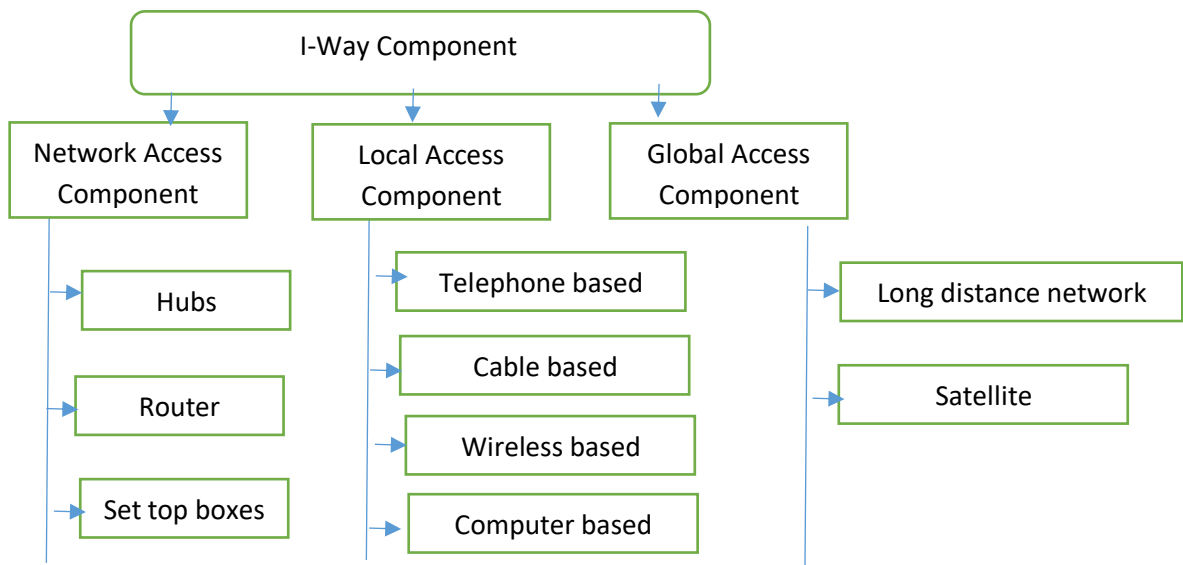 I-Way Component
Network Access
Component
Local Access
Component
Global Access
Component
Hubs
Router
Set top boxes
Telephone based
Cable based
Wireless based
Computer based
Long distance network
Satellite